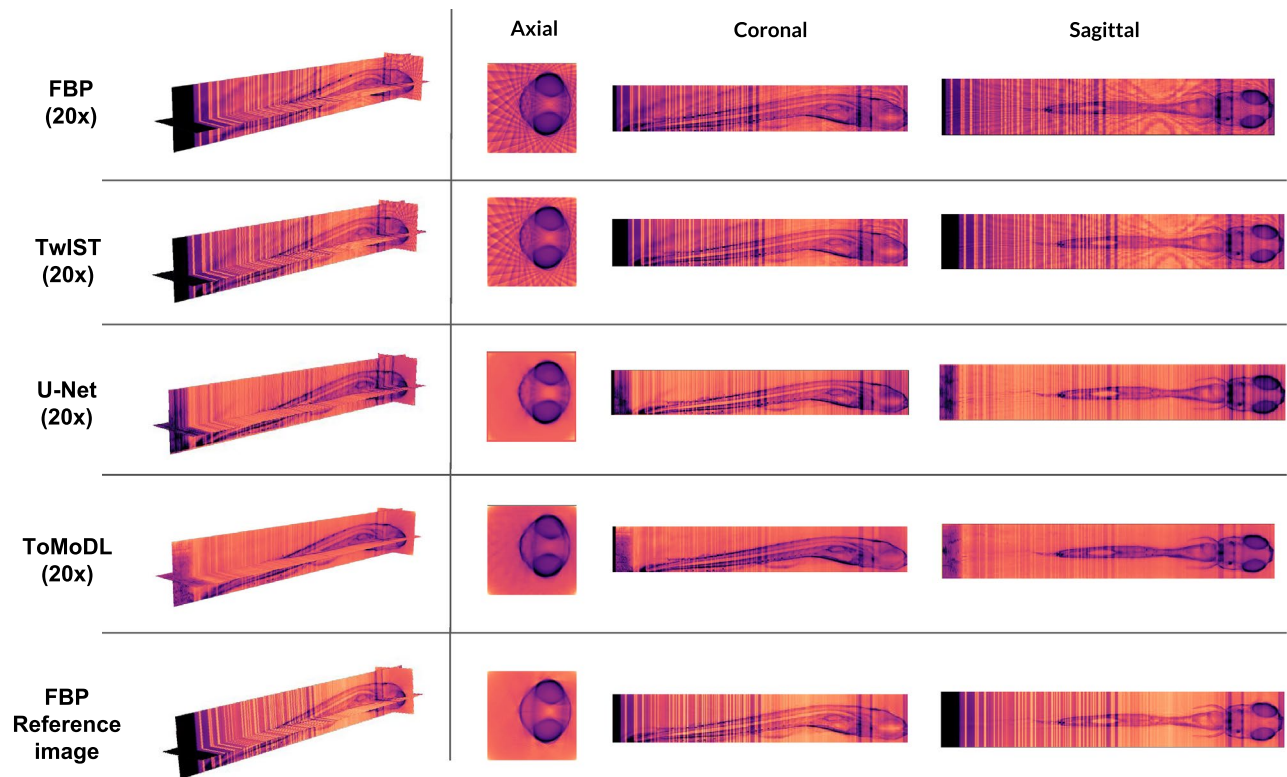 Axial
Coronal
Sagittal
FBP
(20x)
TwIST
(20x)
U-Net
(20x)
ToMoDL
(20x)
FBP
Reference
image